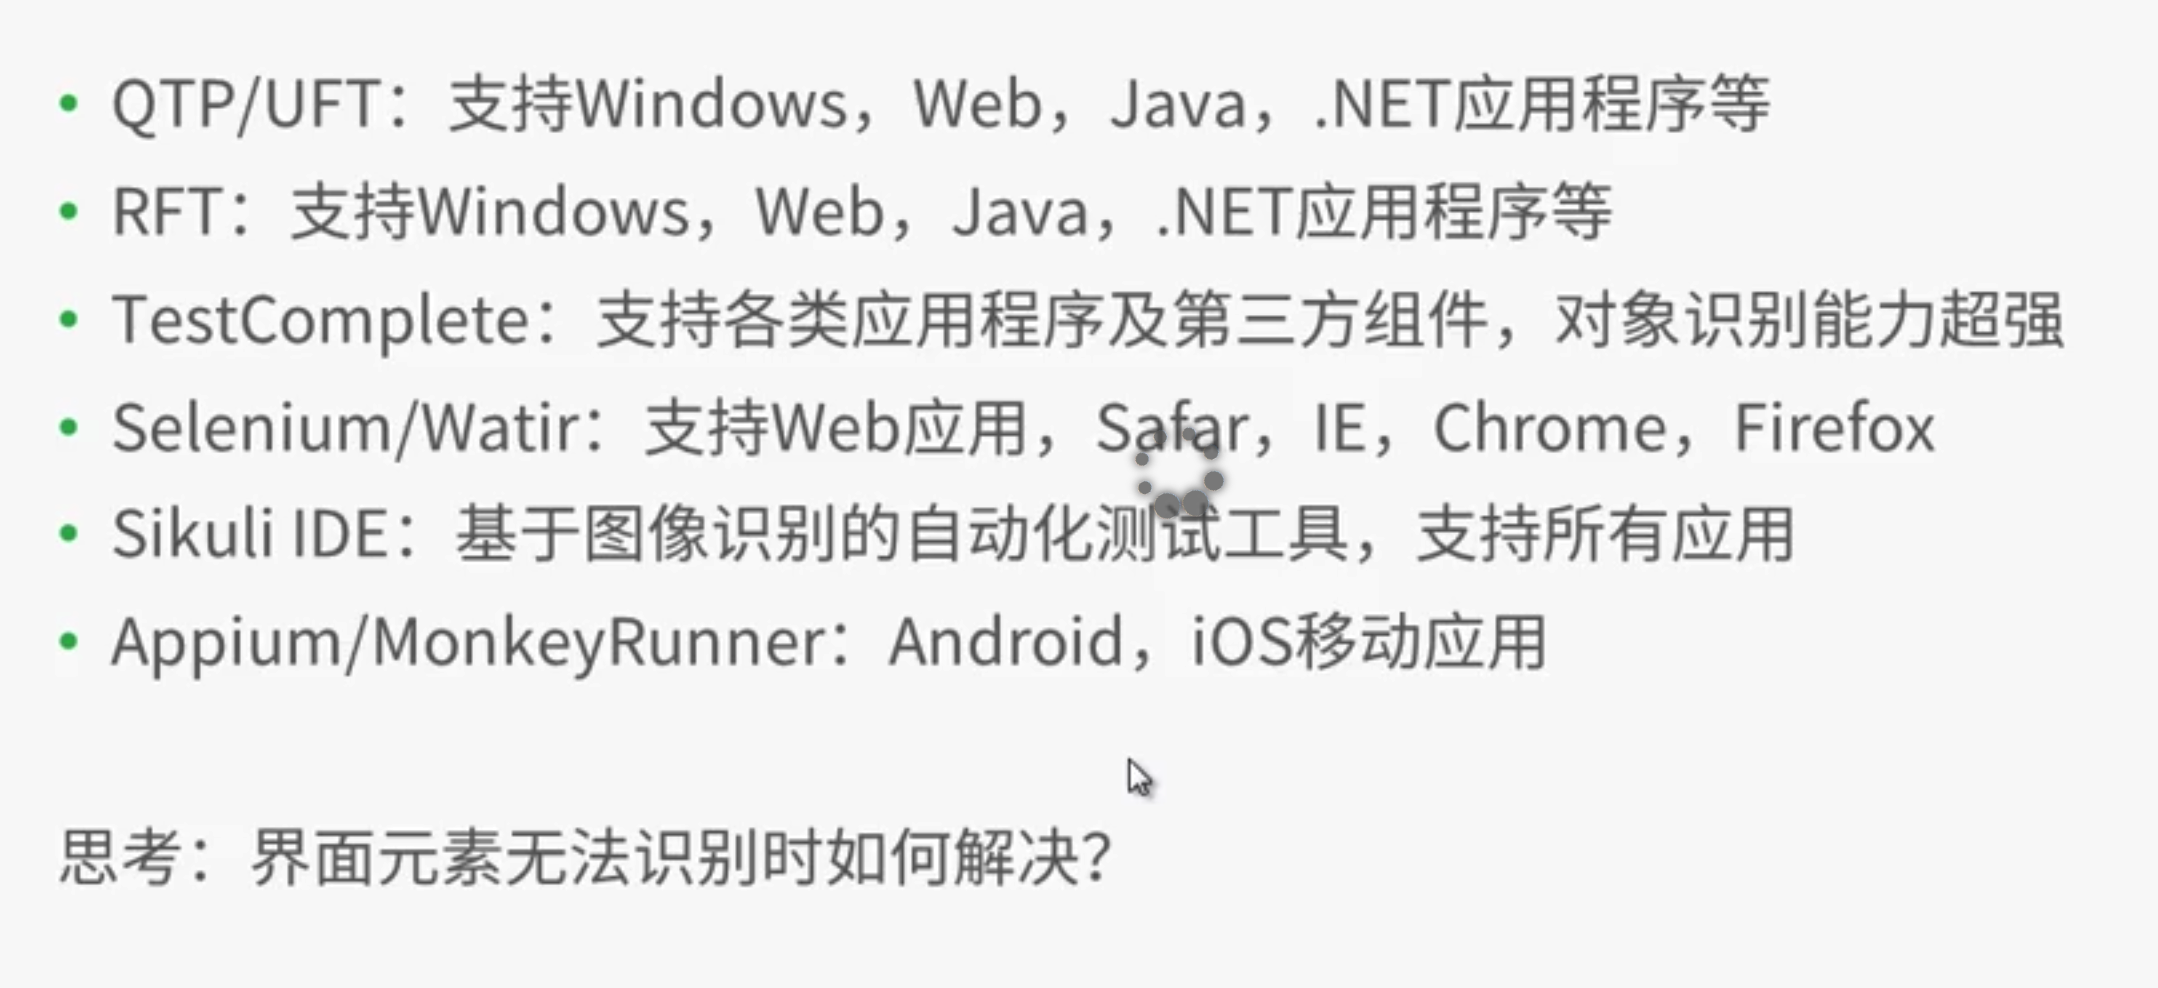 • QTP/UFT：支持Windows，Web，Java，.NET应用程序等
• RFT：支持Windows，Web，Java，.NET应用程序等
• TestComplete：支持各类应用程序及第三方组件，对象识别能力超强
• Selenium/Watir：支持Web应用，Safar，IE，Chrome，Firefox
• Sikuli IDE：基于图像识别的自动化测试工具，支持所有应用
• Appium/MonkeyRunner：Android，iOS移动应用
思考：界面元素无法识别时如何解决？